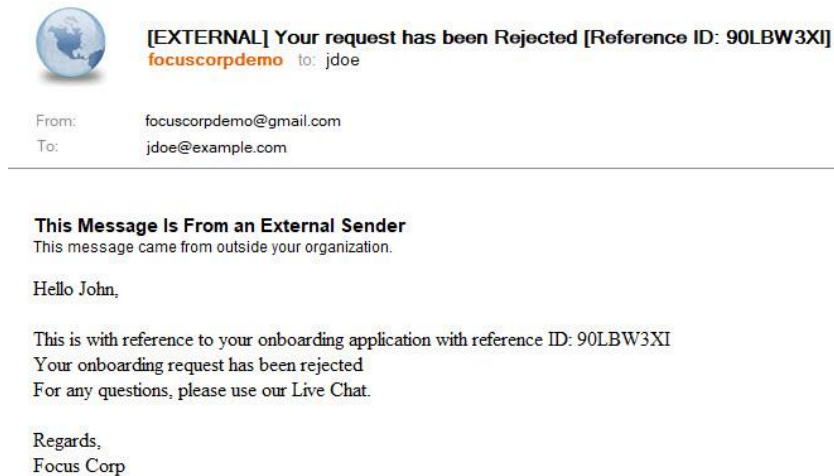 [EXTERNAL] Your request has been Rejected [Reference ID: 90LBW3XI]
focuscorpdemo to: jdoe
From: focuscorpdemo@gmail.com
To: jdoe@example.com
This Message Is From an External Sender
This message came from outside your organization.
Hello John,
This is with reference to your onboarding application with reference ID: 90LBW3XI
Your onboarding request has been rejected
For any questions, please use our Live Chat.
Regards,
Focus Corp